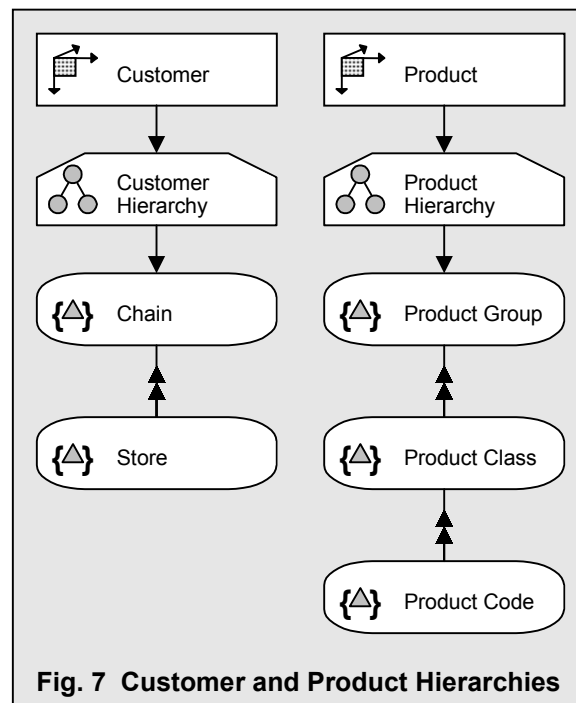 Customer
Product
Customer
Hierarchy
Product
Hierarchy
{ } Chain
{ } Product Group
{ } Store
{ } Product Class
{ } Product Code
Fig. 7 Customer and Product Hierarchies